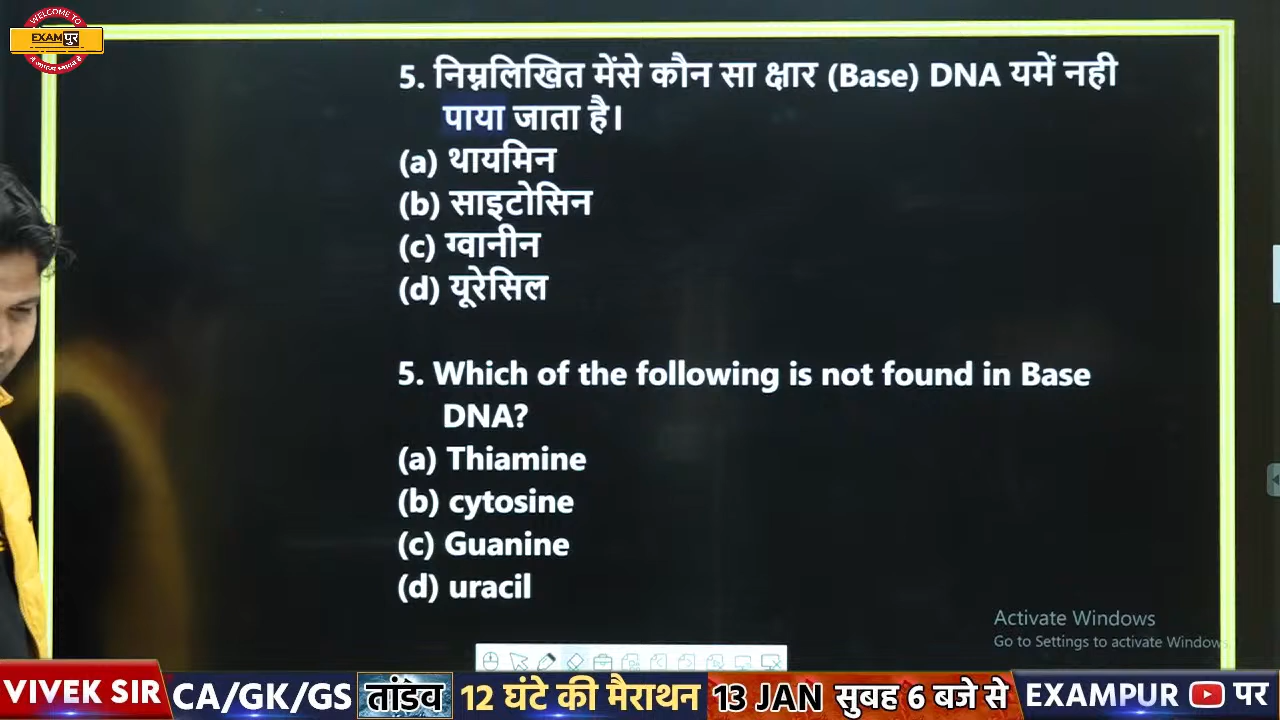 WELCOME TO
EXAMपुर
5. निम्नलिखित मेंसे कौन सा क्षार (Base) DNA यमें नही
पाया जाता है।
(a) थायमिन
(b) साइटोसिन
(c) ग्वानीन
(d) यूरेसिल
5. Which of the following is not found in Base
DNA?
(a) Thiamine
(b) cytosine
(c) Guanine
(d) uracil
Activate Windows
Go to Settings to activate Windows
VIVEK SIR CA/GK/GS तांडव 12 घंटे की मैराथन 13 JAN सुबह 6 बजे से EXAMPUR पर